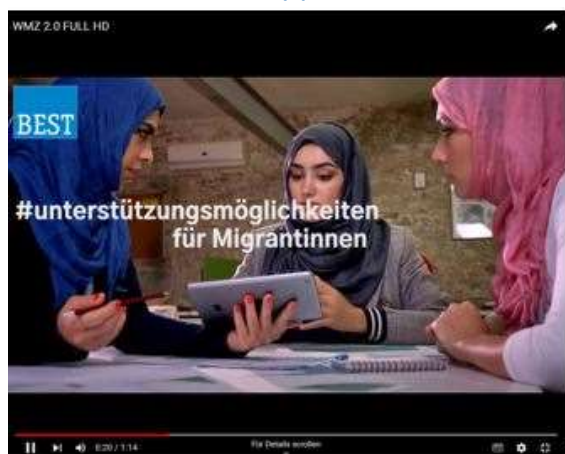 WMZ 2.0 FULL HD
BEST
#unterstützungsmöglichkeiten
für Migrantinnen
0:20 / 1:14
Für Details scrollen